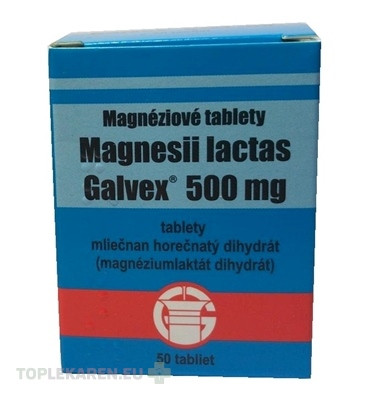 Magnéziové tablety
Magnesii lactas
Galvex® 500 mg
tablety
mliečnan horečnatý dihydrát
(magnéziumlaktát dihydrát)
G
50 tabliet
TOPLEKAREN.EU